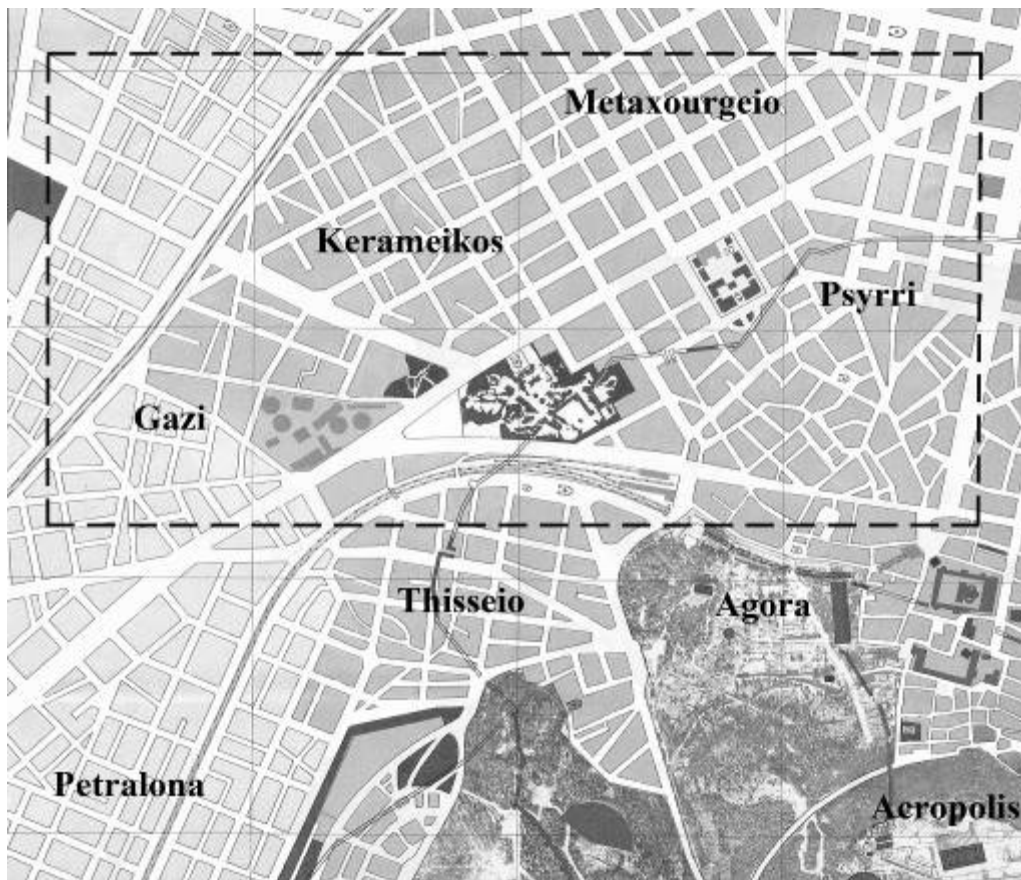 Metaxourgeio
Kerameikos
Psyrri
Gazi
Thisseio
Agora
Petralona
Acropolis